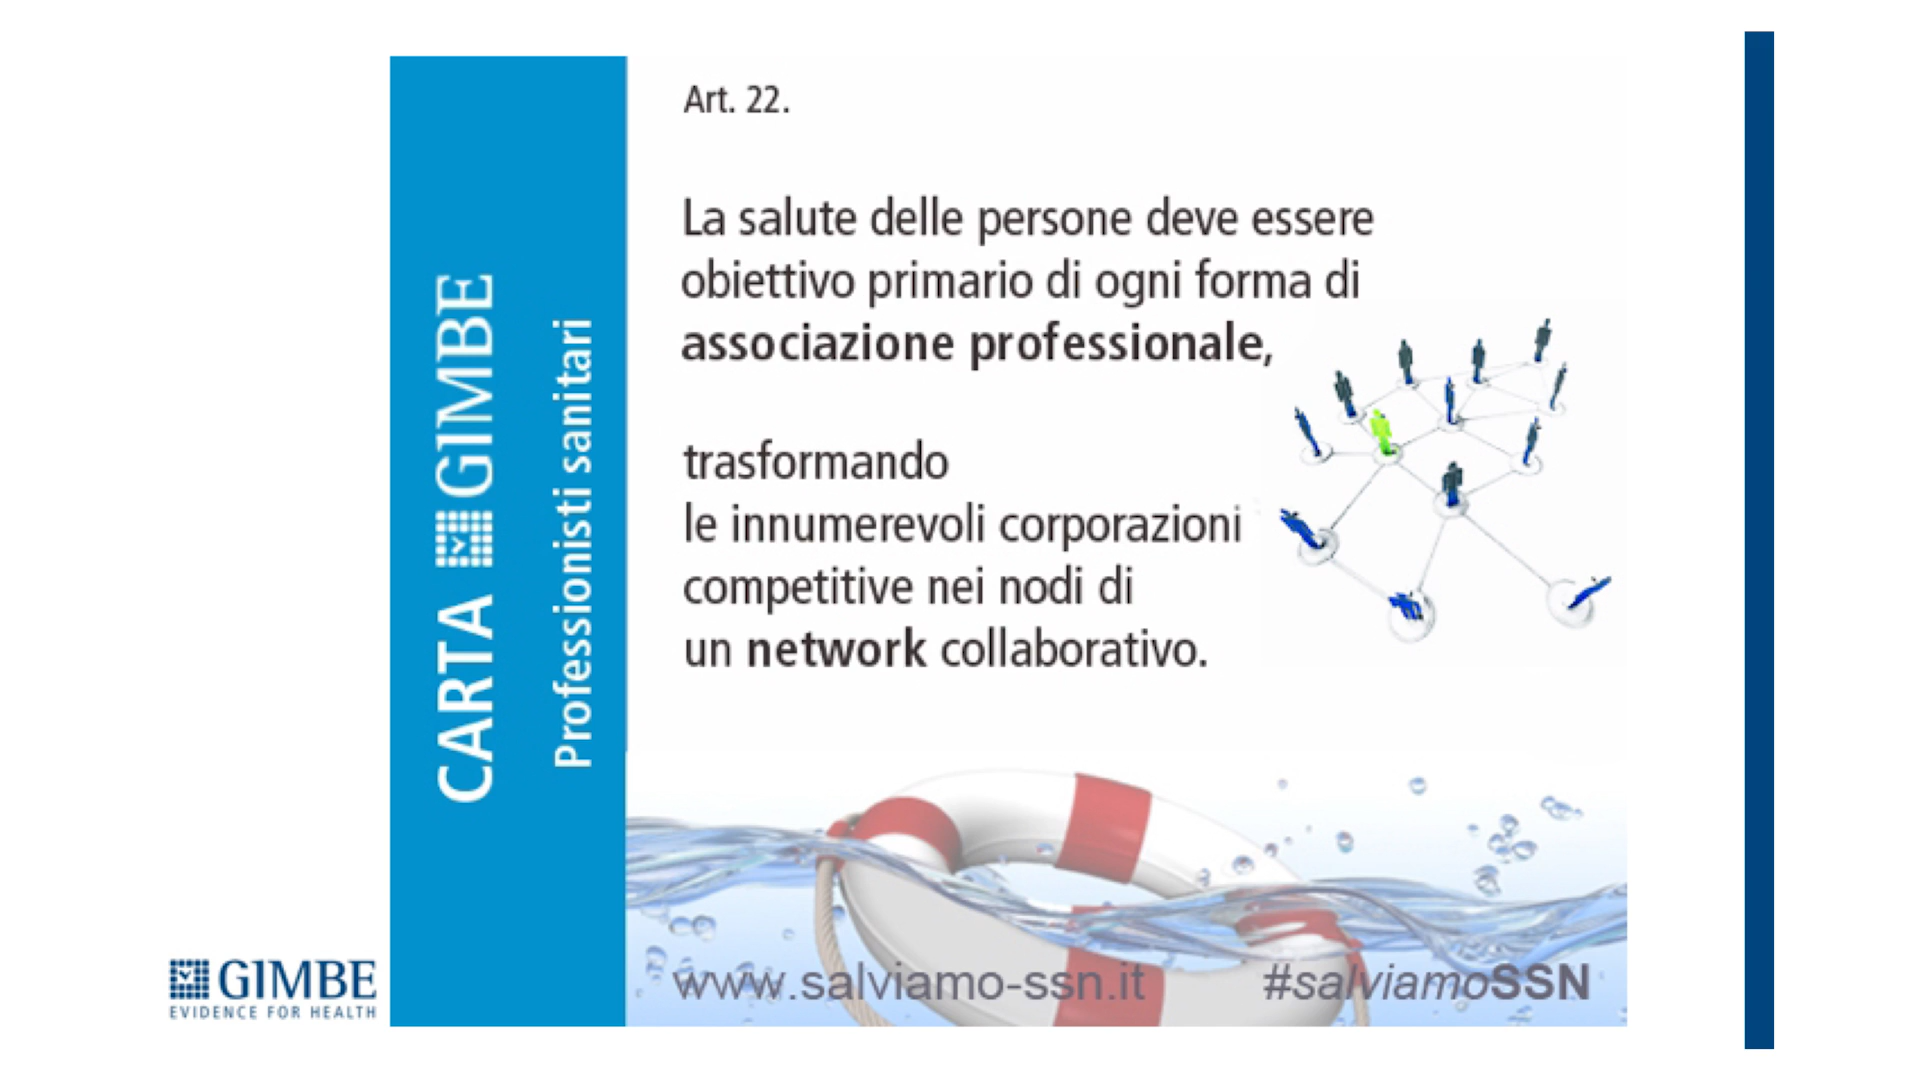 Art. 22.
La salute delle persone deve essere
obiettivo primario di ogni forma di
associazione professionale,
trasformando
le innumerevoli corporazioni
competitive nei nodi di
un network collaborativo.
CARTA GIMBE
Professionisti sanitari
www.salviamo-ssn.it
#salviamoSSN
GIMBE
EVIDENCE FOR HEALTH